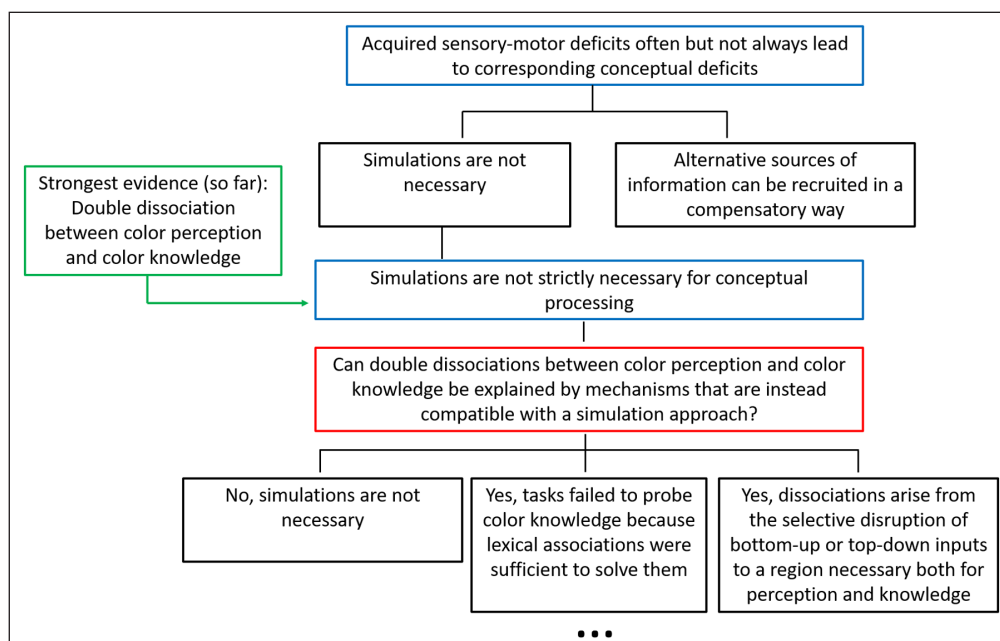 Acquired sensory-motor deficits often but not always lead
to corresponding conceptual deficits
Simulations are not
necessary
Alternative sources of
information can be recruited in a
compensatory way
Strongest evidence (so far):
Double dissociation
between color perception
and color knowledge
Simulations are not strictly necessary for conceptual
processing
Can double dissociations between color perception and color
knowledge be explained by mechanisms that are instead
compatible with a simulation approach?
No, simulations are not
necessary
Yes, tasks failed to probe
color knowledge because
lexical associations were
sufficient to solve them
Yes, dissociations arise from
the selective disruption of
bottom-up or top-down inputs
to a region necessary both for
perception and knowledge
...